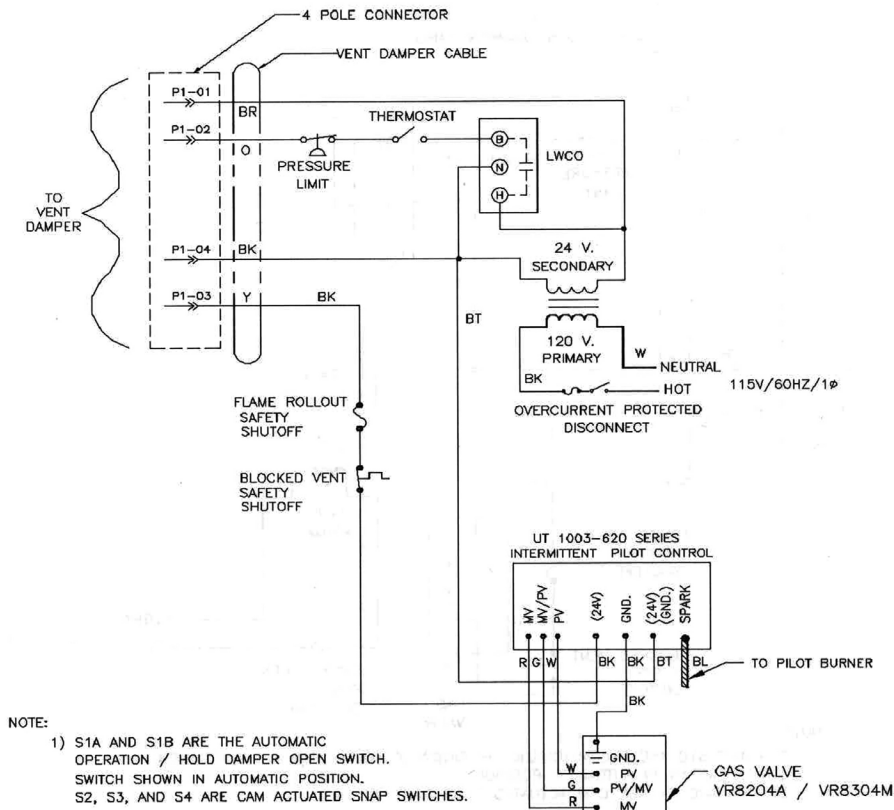 4 POLE CONNECTOR
VENT DAMPER CABLE
P1-01
BR
P1-02
O
THERMOSTAT
PRESSURE
LIMIT
B
N
H
LWCO
TO
VENT
DAMPER
P1-04
BK
P1-03
Y
BK
24 V.
SECONDARY
BT
120 V.
PRIMARY
W
NEUTRAL
BK
HOT
115V/60HZ/1ø
OVERCURRENT PROTECTED
DISCONNECT
FLAME ROLLOUT
SAFETY
SHUTOFF
BLOCKED VENT
SAFETY
SHUTOFF
UT 1003-620 SERIES
INTERMITTENT PILOT CONTROL
MV
MV/PV
PV
(24V)
GND.
(24V)
(GND.)
SPARK
R G W BK BK BT BL
TO PILOT BURNER
BK
GND.
W PV
G PV/MV
R MV
GAS VALVE
VR8204A / VR8304M
NOTE:
1) S1A AND S1B ARE THE AUTOMATIC
OPERATION / HOLD DAMPER OPEN SWITCH.
SWITCH SHOWN IN AUTOMATIC POSITION.
S2, S3, AND S4 ARE CAM ACTUATED SNAP SWITCHES.